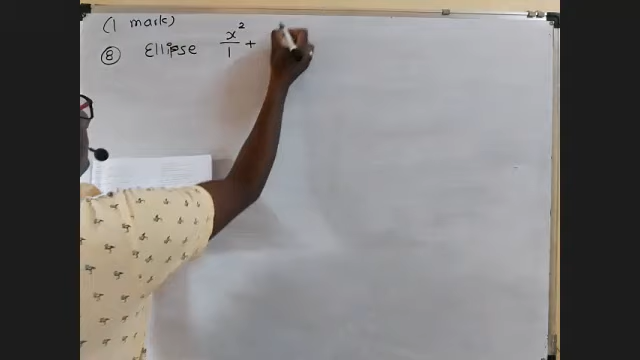 (1 mark)
⑧ Ellipse x²/1 +